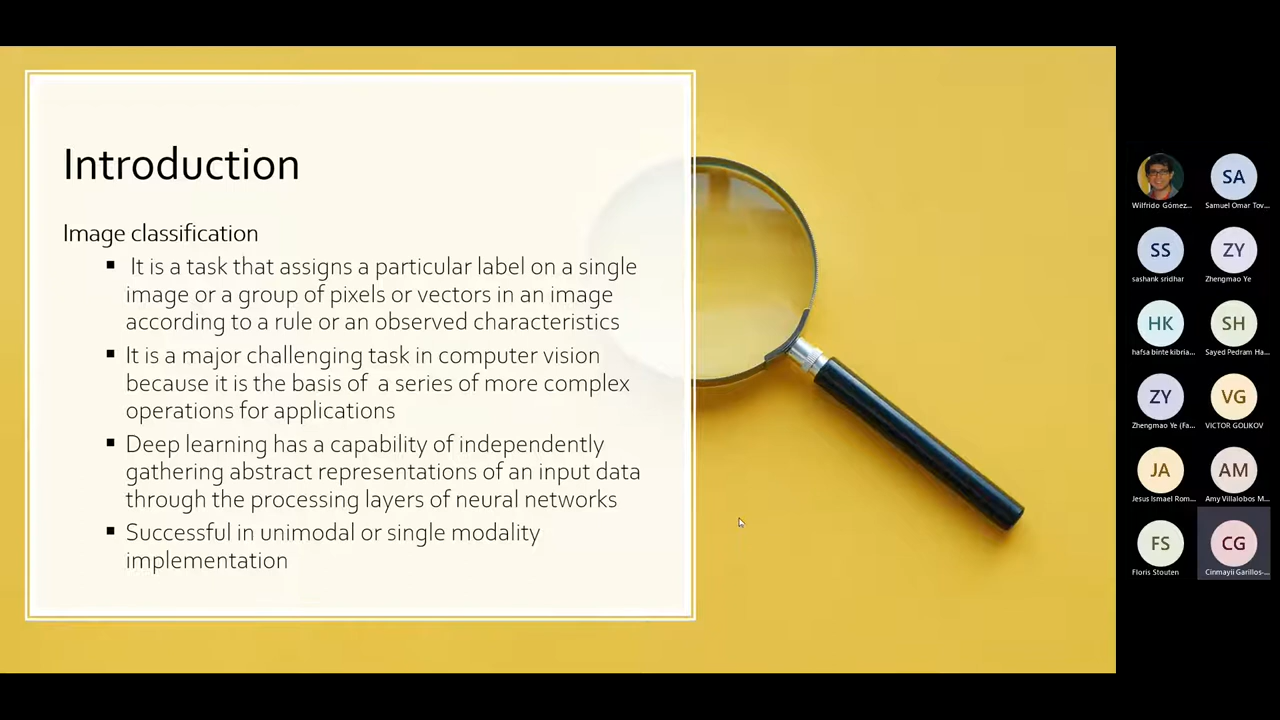 Introduction
Image classification
▪ It is a task that assigns a particular label on a single
image or a group of pixels or vectors in an image
according to a rule or an observed characteristics
▪ It is a major challenging task in computer vision
because it is the basis of a series of more complex
operations for applications
▪ Deep learning has a capability of independently
gathering abstract representations of an input data
through the processing layers of neural networks
▪ Successful in unimodal or single modality
implementation
Wilfrido Gómez...
SA
Samuel Omar Tov...
SS
sashank sridhar
ZY
Zhengmao Ye
HK
hafsa binte kibria...
SH
Sayed Pedram Ha...
ZY
Zhengmao Ye (Fa...
VG
VICTOR GOLIKOV
JA
Jesus Ismael Rom...
AM
Amy Villalobos M...
FS
Floris Stouten
CG
Cinmayii Garillos-...